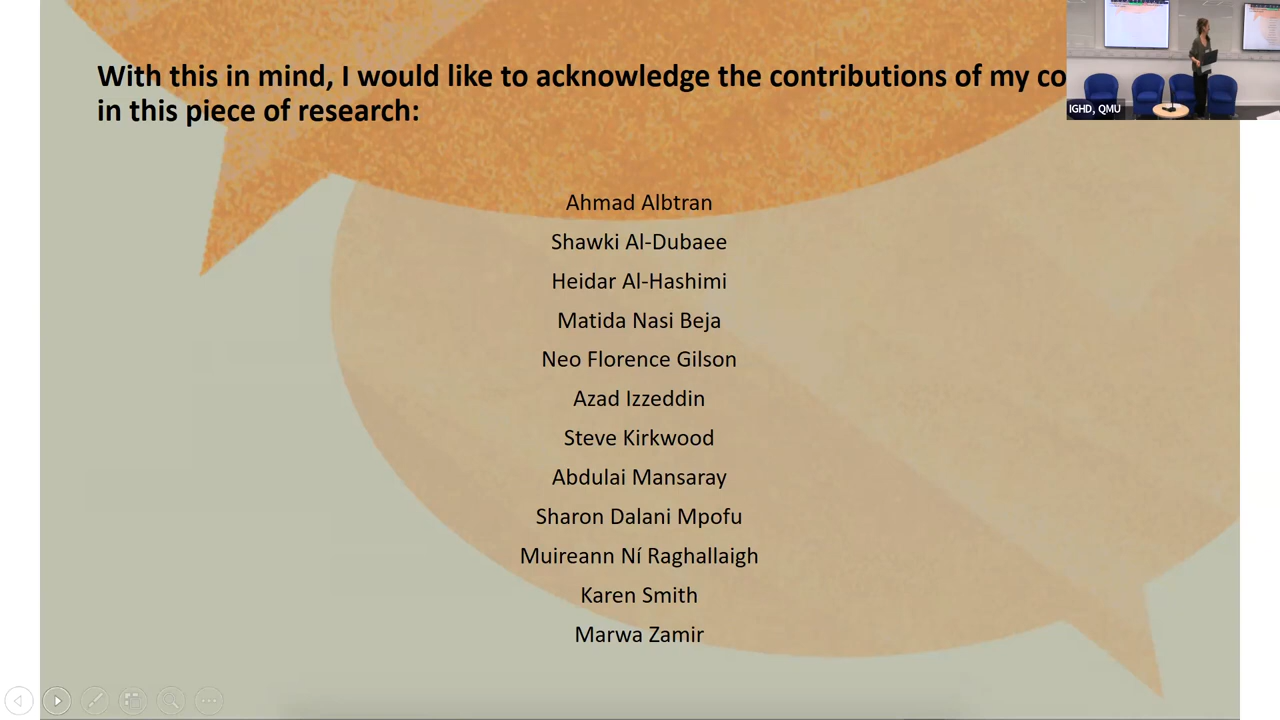 With this in mind, I would like to acknowledge the contributions of my
in this piece of research:
IGHD, QMU
Ahmad Albtran
Shawki Al-Dubaee
Heidar Al-Hashimi
Matida Nasi Beja
Neo Florence Gilson
Azad Izzeddin
Steve Kirkwood
Abdulai Mansaray
Sharon Dalani Mpofu
Muireann Ní Raghallaigh
Karen Smith
Marwa Zamir